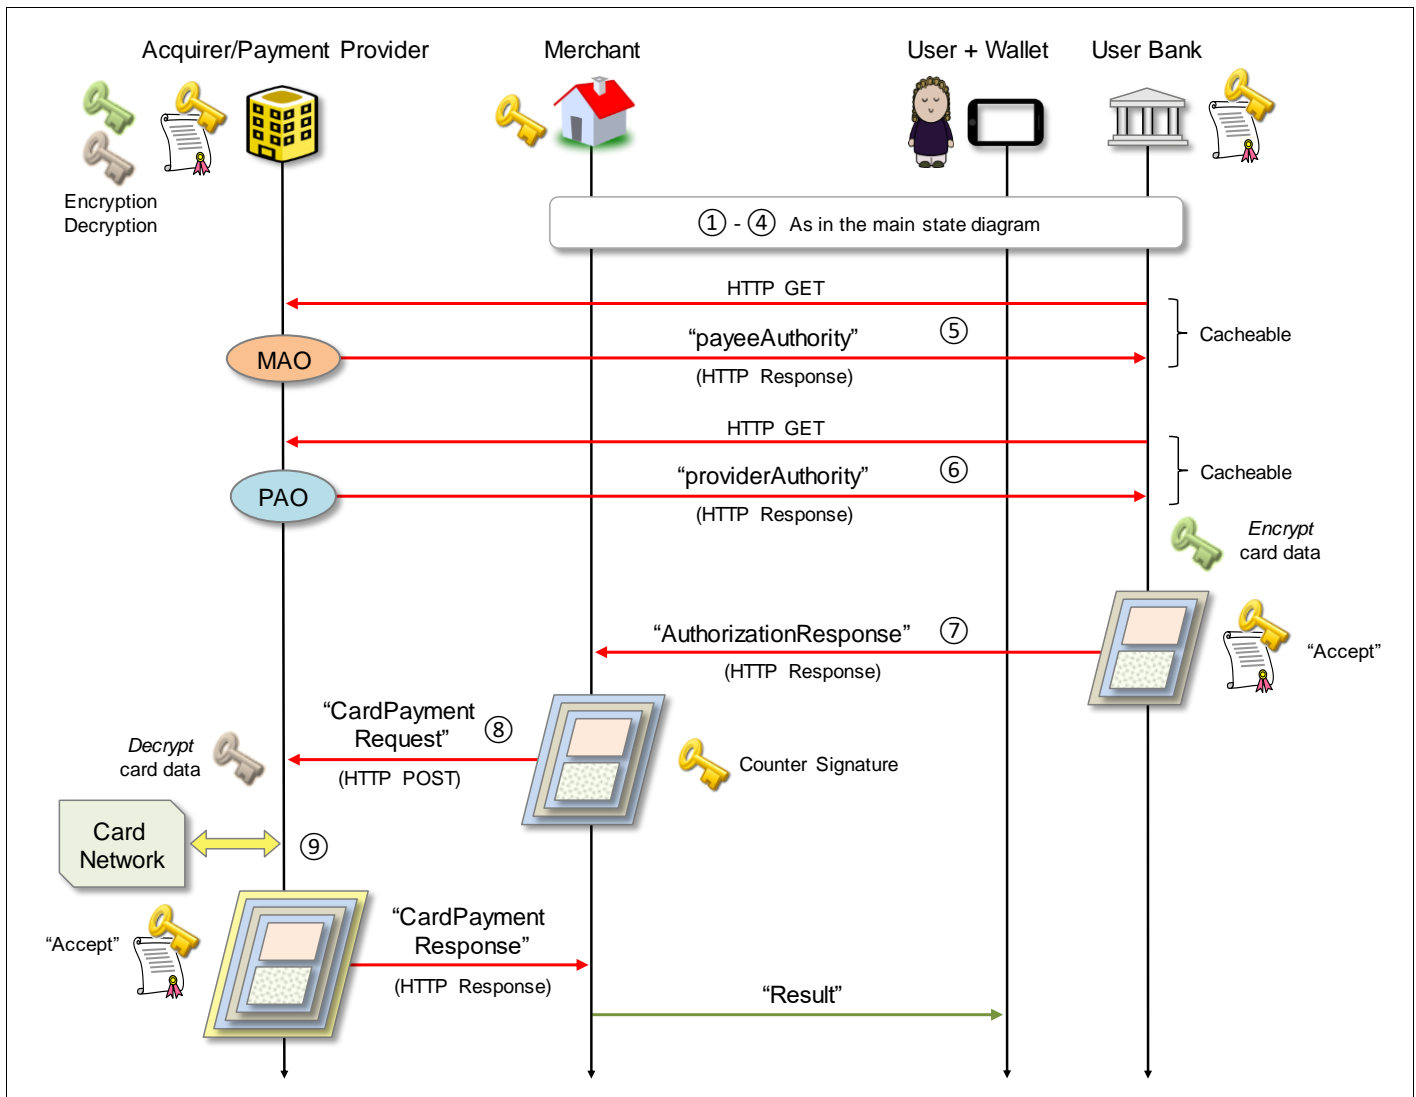 Acquirer/Payment Provider
Merchant
User + Wallet
User Bank
Encryption
Decryption
① - ④ As in the main state diagram
HTTP GET
“payeeAuthority”
⑤
MAO
(HTTP Response)
Cacheable
HTTP GET
“providerAuthority”
⑥
PAO
(HTTP Response)
Cacheable
Encrypt
card data
“AuthorizationResponse”
⑦
(HTTP Response)
“Accept”
“CardPayment
Request”
⑧
(HTTP POST)
Decrypt
card data
Counter Signature
Card
Network
⑨
“CardPayment
Response”
(HTTP Response)
“Accept”
“Result”